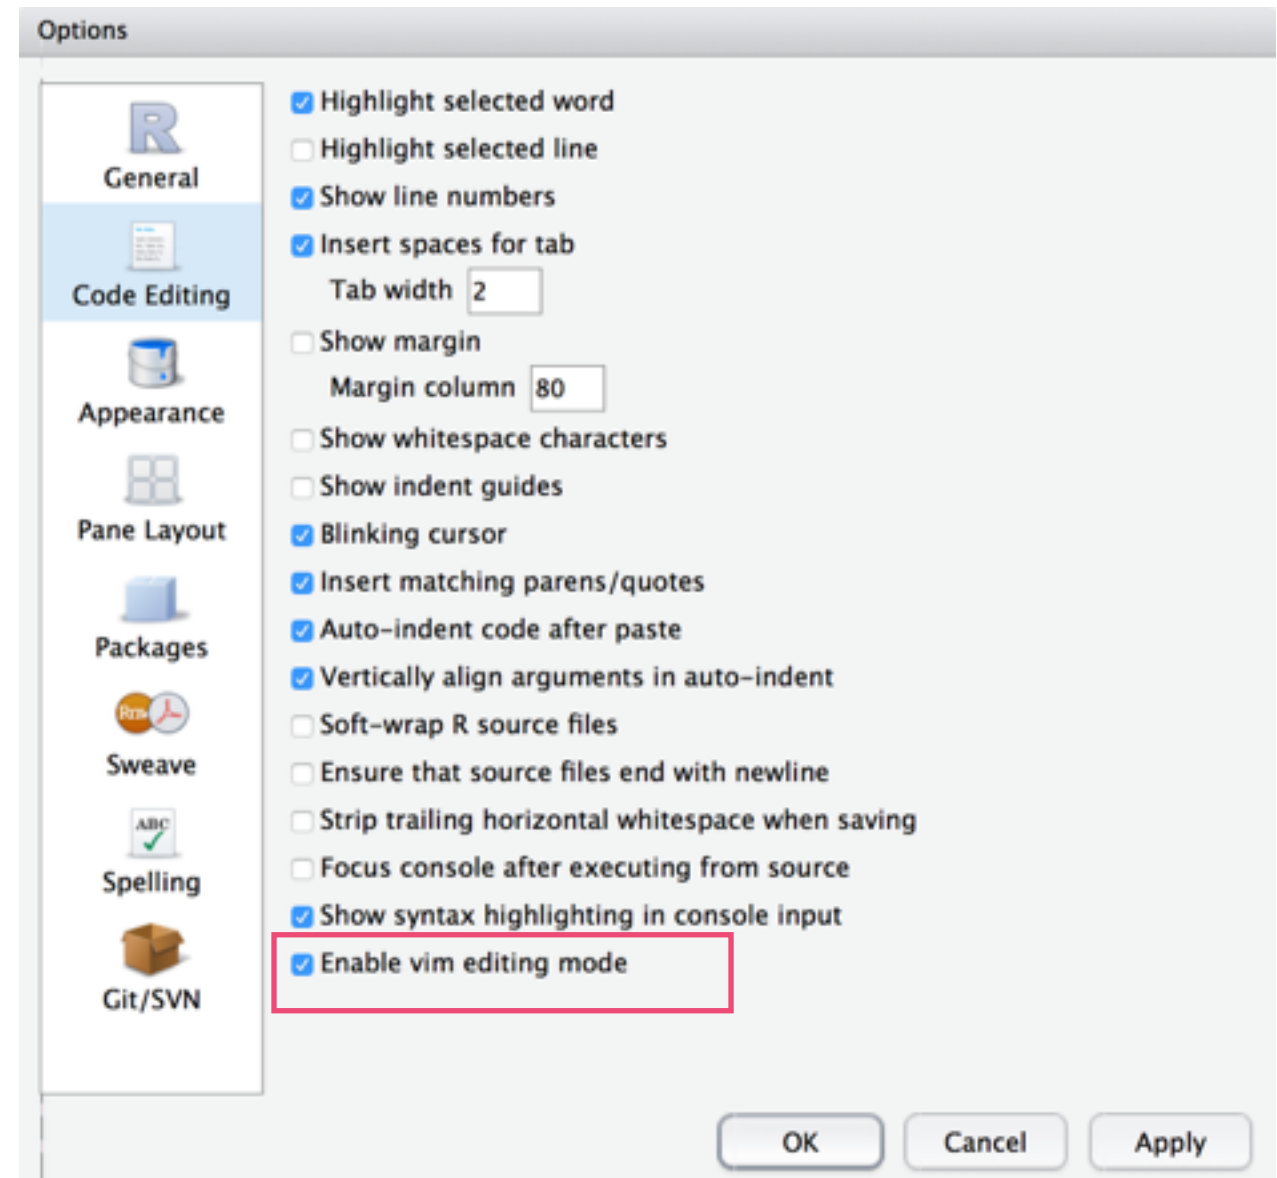 Options
General
Code Editing
Appearance
Pane Layout
Packages
Sweave
ABC
Spelling
Git/SVN
Highlight selected word
Highlight selected line
Show line numbers
Insert spaces for tab
Tab width 2
Show margin
Margin column 80
Show whitespace characters
Show indent guides
Blinking cursor
Insert matching parens/quotes
Auto-indent code after paste
Vertically align arguments in auto-indent
Soft-wrap R source files
Ensure that source files end with newline
Strip trailing horizontal whitespace when saving
Focus console after executing from source
Show syntax highlighting in console input
Enable vim editing mode
OK Cancel Apply